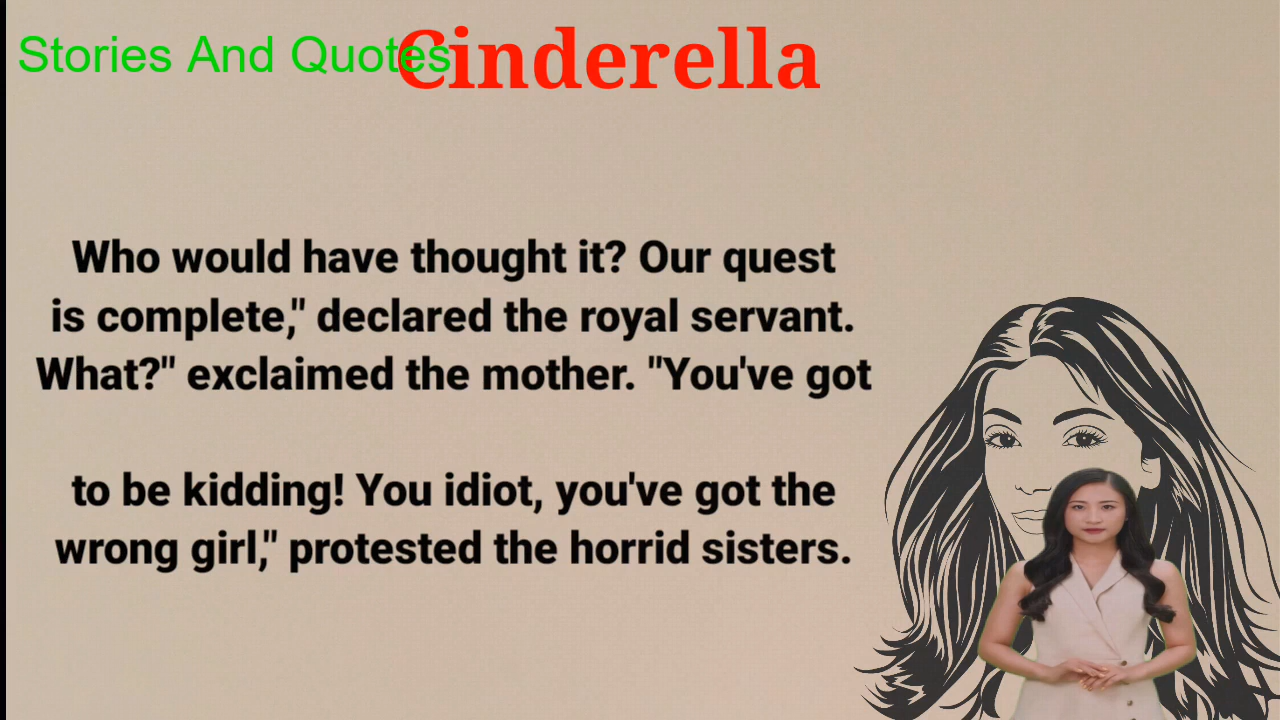 Stories And Quotes
Cinderella
Who would have thought it? Our quest
is complete," declared the royal servant.
What?" exclaimed the mother. "You've got
to be kidding! You idiot, you've got the
wrong girl," protested the horrid sisters.